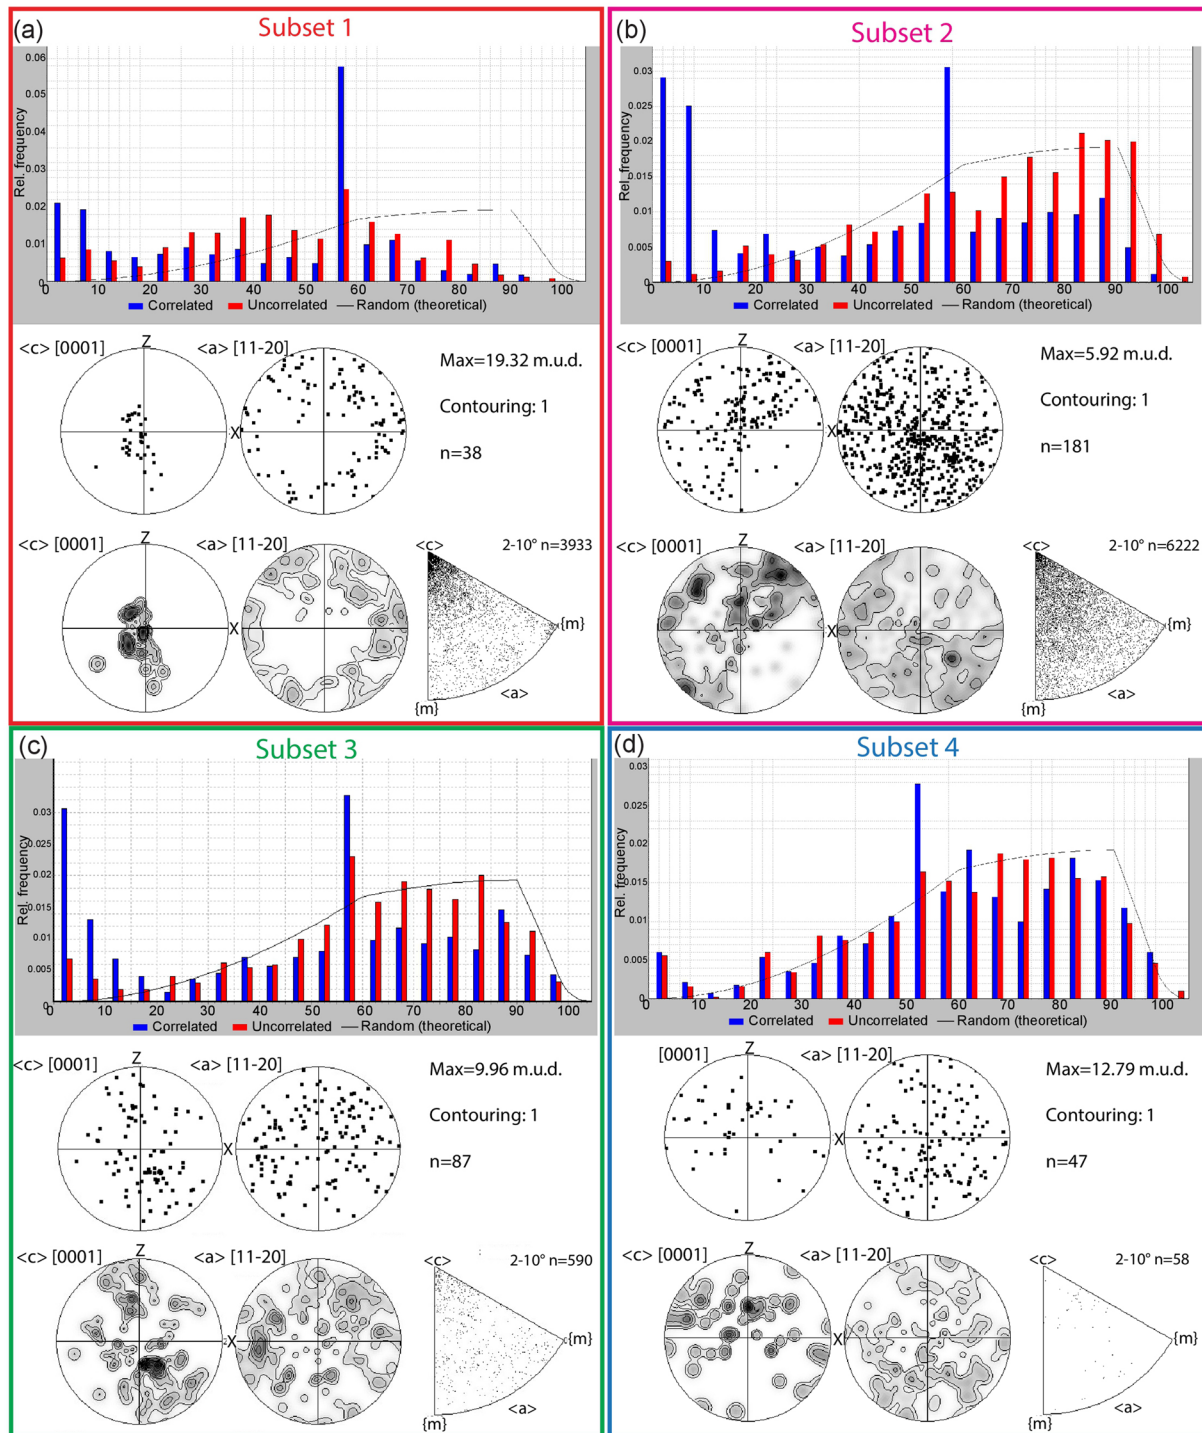 (a) Subset 1
Rel. frequency
0.06
0.05
0.04
0.03
0.02
0.01
0
0 10 20 30 40 50 60 70 80 90 100
Correlated Uncorrelated Random (theoretical)
<c> [0001] Z <a> [11-20]
X
Max=19.32 m.u.d.
Contouring: 1
n=38
<c> [0001] Z <a> [11-20]
X
<c> 2-10° n=3933
{m}
<a>
{m}
(b) Subset 2
Rel. frequency
0.03
0.025
0.02
0.015
0.01
0.005
0
0 10 20 30 40 50 60 70 80 90 100
Correlated Uncorrelated Random (theoretical)
<c> [0001] Z <a> [11-20]
X
Max=5.92 m.u.d.
Contouring: 1
n=181
<c> [0001] Z <a> [11-20]
X
<c> 2-10° n=6222
{m}
<a>
{m}
(c) Subset 3
Rel. frequency
0.03
0.025
0.02
0.015
0.01
0.005
0
0 10 20 30 40 50 60 70 80 90 100
Correlated Uncorrelated Random (theoretical)
<c> [0001] Z <a> [11-20]
X
Max=9.96 m.u.d.
Contouring: 1
n=87
<c> [0001] Z <a> [11-20]
X
<c> 2-10° n=590
{m}
<a>
{m}
(d) Subset 4
Rel. frequency
0.03
0.025
0.02
0.015
0.01
0.005
0
0 10 20 30 40 50 60 70 80 90 100
Correlated Uncorrelated Random (theoretical)
<c> [0001] Z <a> [11-20]
X
Max=12.79 m.u.d.
Contouring: 1
n=47
<c> [0001] Z <a> [11-20]
X
<c> 2-10° n=58
{m}
<a>
{m}